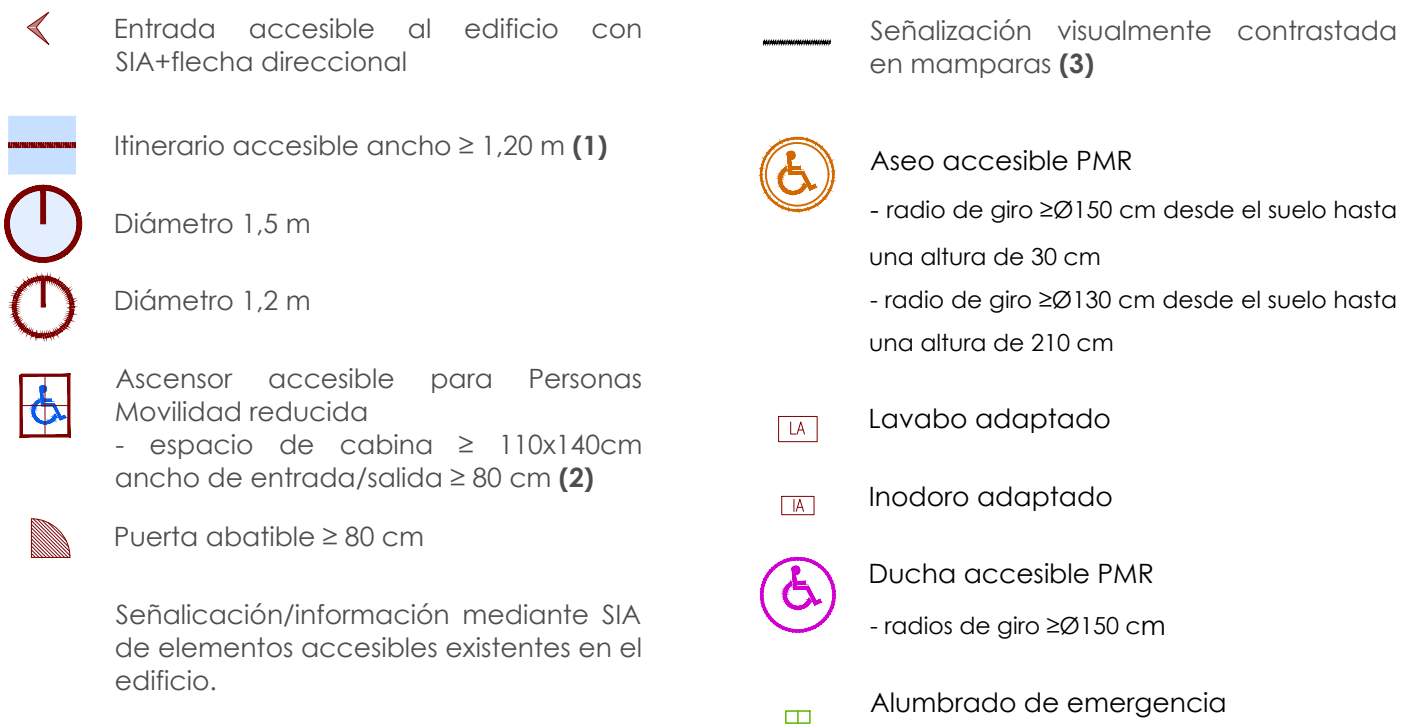 Entrada accesible al edificio con
SIA+flecha direccional
Itinerario accesible ancho ≥ 1,20 m (1)
Diámetro 1,5 m
Diámetro 1,2 m
Ascensor accesible para Personas
Movilidad reducida
- espacio de cabina ≥ 110x140cm
ancho de entrada/salida ≥ 80 cm (2)
Puerta abatible ≥ 80 cm
Señalicación/información mediante SIA
de elementos accesibles existentes en el
edificio.
Señalización visualmente contrastada
en mamparas (3)
Aseo accesible PMR
- radio de giro ≥Ø150 cm desde el suelo hasta
una altura de 30 cm
- radio de giro ≥Ø130 cm desde el suelo hasta
una altura de 210 cm
LA Lavabo adaptado
IA Inodoro adaptado
Ducha accesible PMR
- radios de giro ≥Ø150 cm
Alumbrado de emergencia